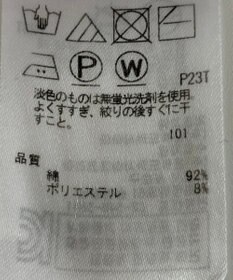 P W
P23T
淡色のものは無蛍光洗剤を使用。
よくすすぎ、絞りの後すぐに干
すこと。
101
品質
綿 92%
ポリエステル 8%